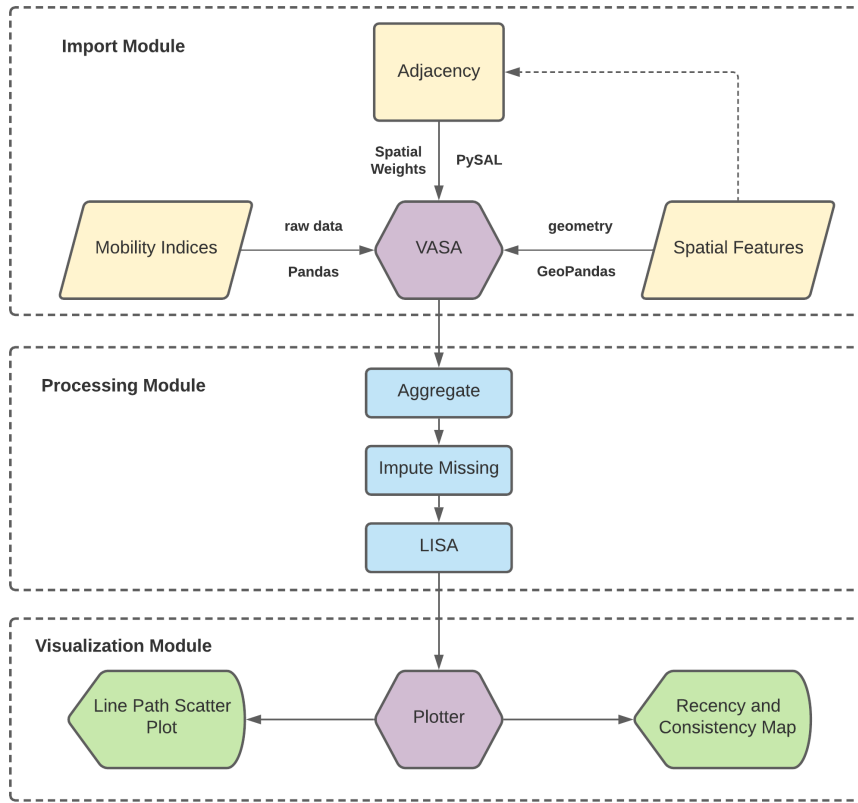 Import Module
Adjacency
Spatial
Weights
PySAL
Mobility Indices
raw data
Pandas
VASA
geometry
GeoPandas
Spatial Features
Processing Module
Aggregate
Impute Missing
LISA
Visualization Module
Line Path Scatter
Plot
Plotter
Recency and
Consistency Map